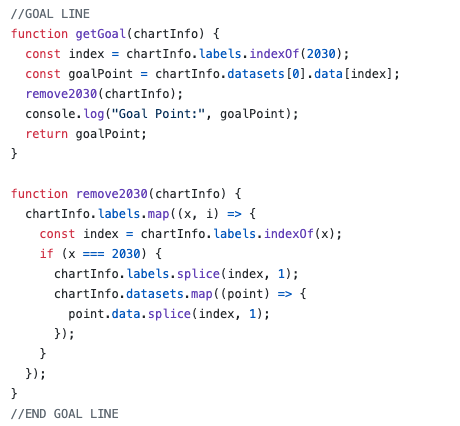 //GOAL LINE
function getGoal(chartInfo) {
  const index = chartInfo.labels.indexOf(2030);
  const goalPoint = chartInfo.datasets[0].data[index];
  remove2030(chartInfo);
  console.log("Goal Point:", goalPoint);
  return goalPoint;
}

function remove2030(chartInfo) {
  chartInfo.labels.map((x, i) => {
    const index = chartInfo.labels.indexOf(x);
    if (x === 2030) {
      chartInfo.labels.splice(index, 1);
      chartInfo.datasets.map((point) => {
        point.data.splice(index, 1);
      });
    }
  });
}
//END GOAL LINE